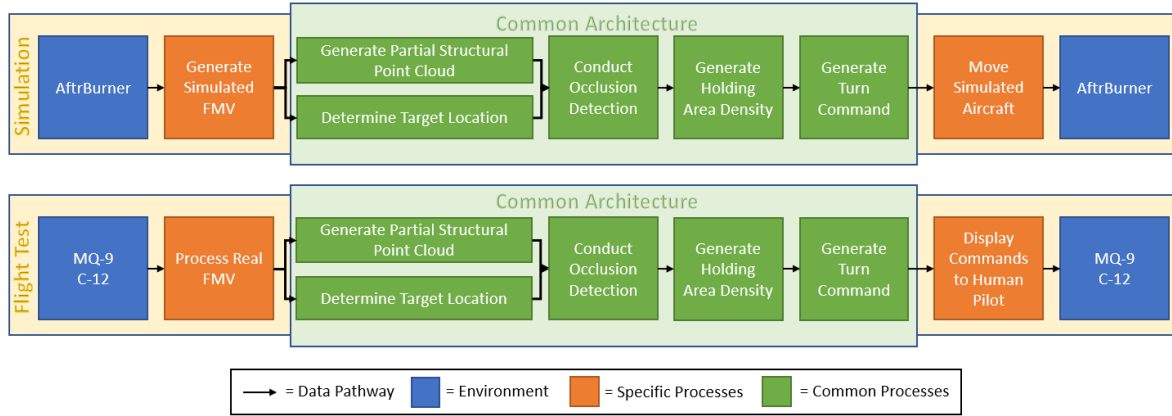 Common Architecture
Simulation
AftrBurner
Generate
Simulated
FMV
Generate Partial Structural
Point Cloud
Determine Target Location
Conduct
Occlusion
Detection
Generate
Holding
Area Density
Generate
Turn
Command
Move
Simulated
Aircraft
AftrBurner
Common Architecture
Flight Test
MQ-9
C-12
Process Real
FMV
Generate Partial Structural
Point Cloud
Determine Target Location
Conduct
Occlusion
Detection
Generate
Holding
Area Density
Generate
Turn
Command
Display
Commands
to Human
Pilot
MQ-9
C-12
= Data Pathway
= Environment
= Specific Processes
= Common Processes